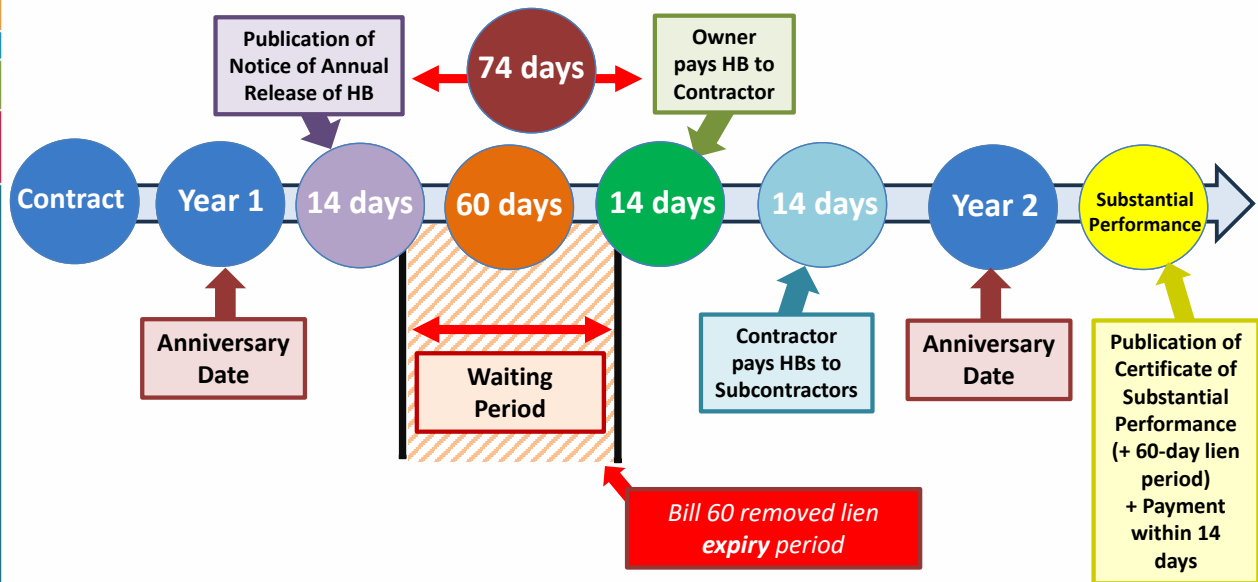 Publication of
Notice of Annual
Release of HB
74 days
Owner
pays HB to
Contractor
Contract
Year 1
14 days
60 days
14 days
14 days
Year 2
Substantial
Performance
Anniversary
Date
Waiting
Period
Contractor
pays HBs to
Subcontractors
Anniversary
Date
Publication of
Certificate of
Substantial
Performance
(+ 60-day lien
period)
+ Payment
within 14
days
Bill 60 removed lien
expiry period